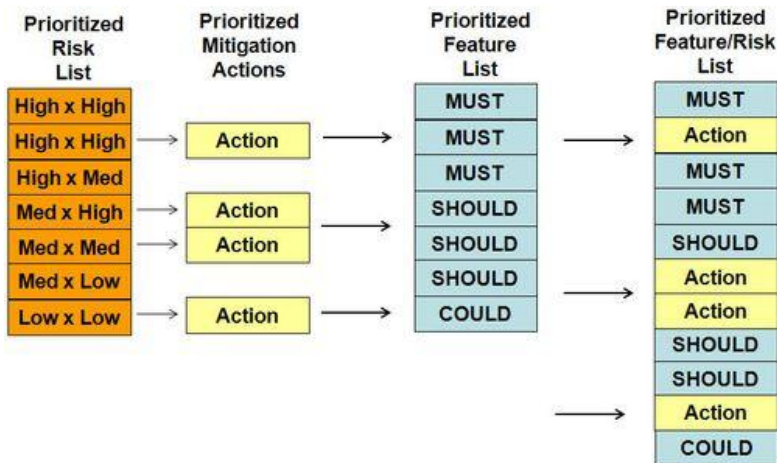 Prioritized
Risk
List
High x High
High x High
High x Med
Med x High
Med x Med
Med x Low
Low x Low
Prioritized
Mitigation
Actions
Action
Action
Action
Action
Prioritized
Feature
List
MUST
MUST
MUST
SHOULD
SHOULD
SHOULD
COULD
Prioritized
Feature/Risk
List
MUST
Action
MUST
MUST
SHOULD
Action
Action
SHOULD
SHOULD
Action
COULD